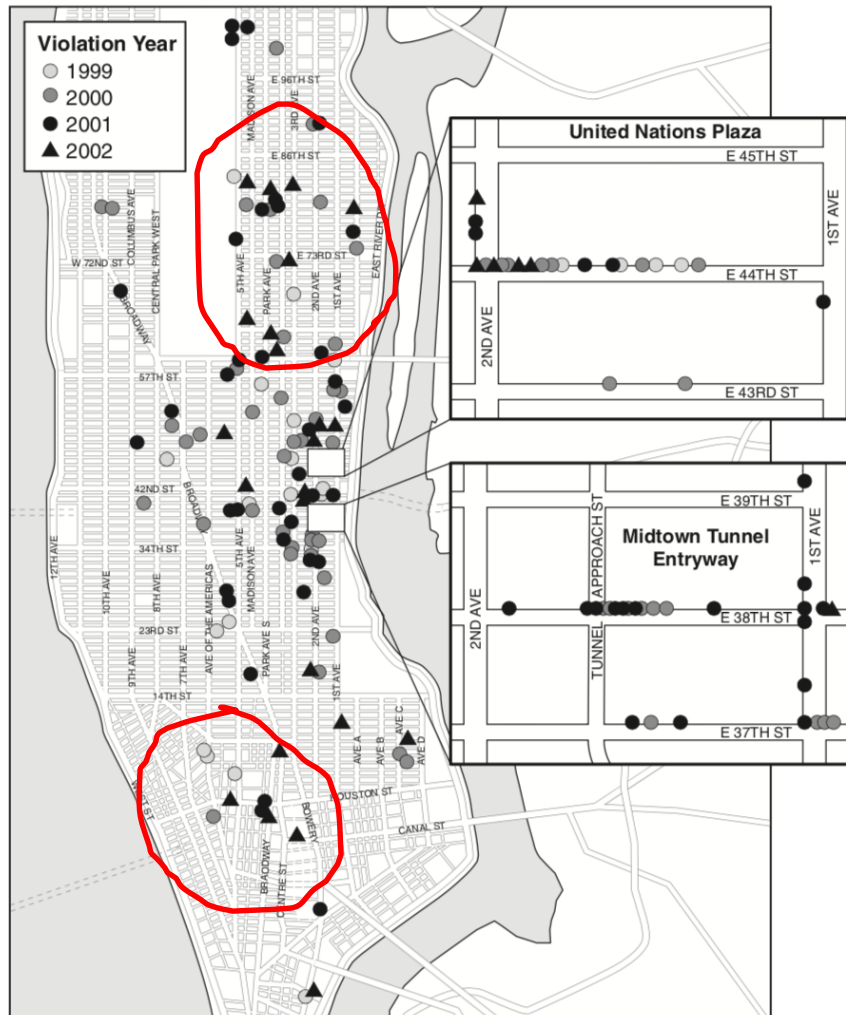 Violation Year
1999
2000
2001
2002
E 96TH ST
MADISON AVE
3RD AVE
E 86TH ST
COLUMBUS AVE
CENTRAL PARK WEST
W 72ND ST
BROADWAY
E 73RD ST
5TH AVE
PARK AVE
2ND AVE
1ST AVE
57TH ST
42ND ST
BROADWAY
34TH ST
12TH AVE
10TH AVE
8TH AVE
5TH AVE
MADISON AVE
AVE OF THE AMERICAS
23RD ST
9TH AVE
7TH AVE
PARK AVE S
2ND AVE
14TH ST
1ST AVE
AVE A
AVE B
AVE C
AVE D
WEST ST
HOUSTON ST
BOWERY
CANAL ST
BRAODWAY
CENTRE ST
United Nations Plaza
E 45TH ST
1ST AVE
E 44TH ST
2ND AVE
E 43RD ST
E 39TH ST
Midtown Tunnel
Entryway
1ST AVE
TUNNEL APPROACH ST
2ND AVE
E 38TH ST
E 37TH ST